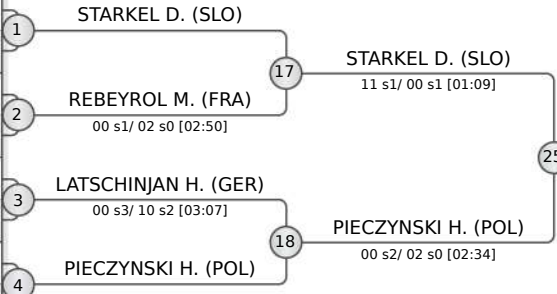 STARKEL D. (SLO)
1
STARKEL D. (SLO)
17
11 s1/ 00 s1 [01:09]
REBEYROL M. (FRA)
2
00 s1/ 02 s0 [02:50]
25
LATSCHINJAN H. (GER)
3
00 s3/ 10 s2 [03:07]
PIECZYNSKI H. (POL)
18
00 s2/ 02 s0 [02:34]
PIECZYNSKI H. (POL)
4